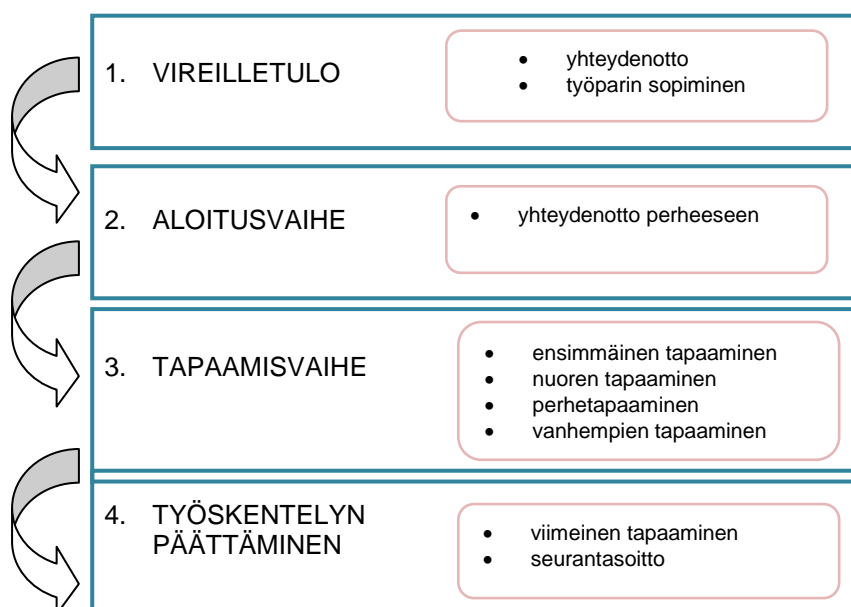 1. VIREILLETULO
• yhteydenotto
• työparin sopiminen
2. ALOITUSVAIHE
• yhteydenotto perheeseen
3. TAPAAMISVAIHE
• ensimmäinen tapaaminen
• nuoren tapaaminen
• perhetapaaminen
• vanhempien tapaaminen
4. TYÖSKENTELYN
PÄÄTTÄMINEN
• viimeinen tapaaminen
• seurantasoitto